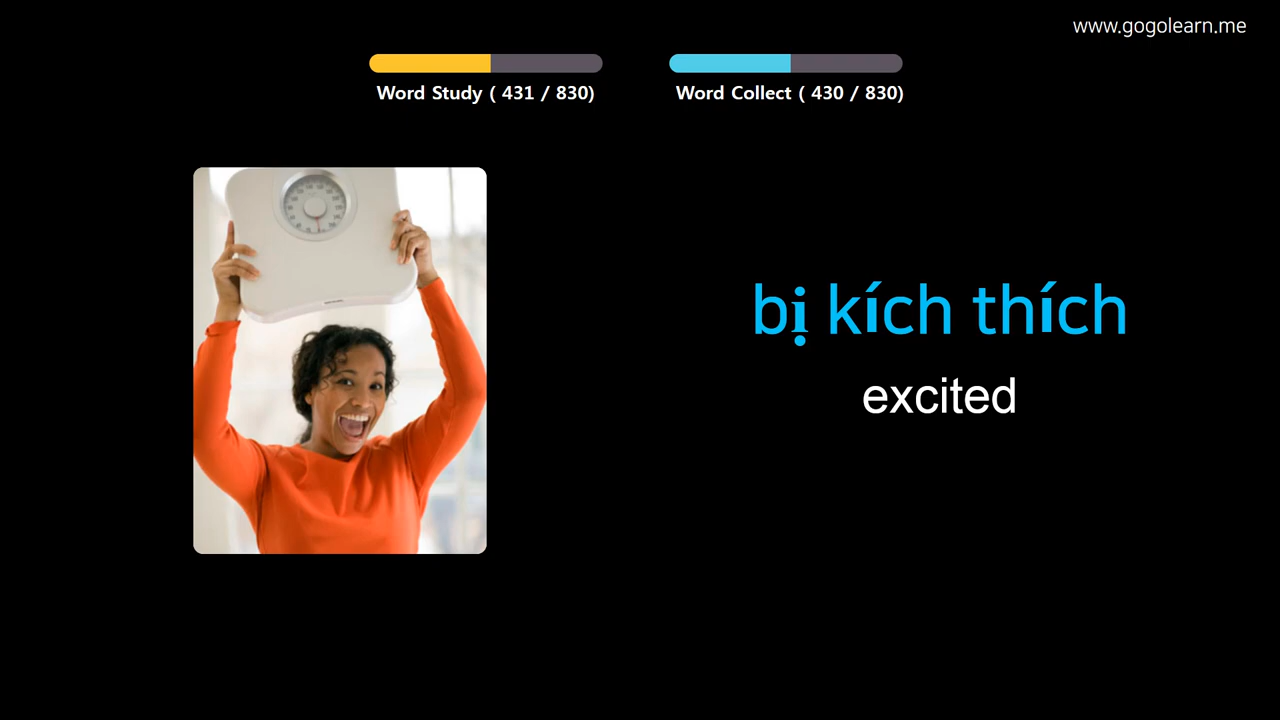 www.gogolearn.me
Word Study ( 431 / 830)
Word Collect ( 430 / 830)
bị kích thích
excited